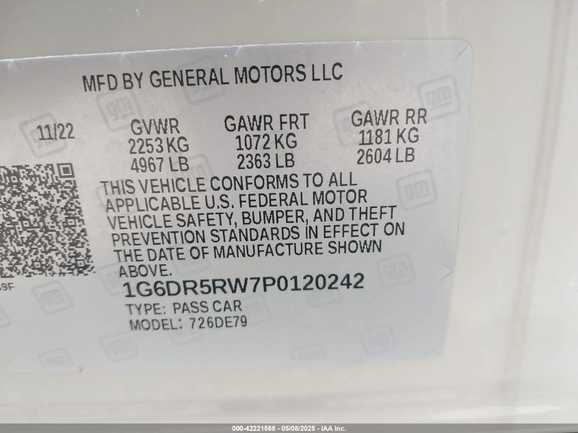 MFD BY GENERAL MOTORS LLC
11/22 GVWR GAWR FRT GAWR RR
2253 KG 1072 KG 1181 KG
4967 LB 2363 LB 2604 LB
THIS VEHICLE CONFORMS TO ALL
APPLICABLE U.S. FEDERAL MOTOR
VEHICLE SAFETY, BUMPER, AND THEFT
PREVENTION STANDARDS IN EFFECT ON
THE DATE OF MANUFACTURE SHOWN
ABOVE.
1G6DR5RW7P0120242
TYPE: PASS CAR
MODEL: 726DE79
000-42221568 - 05/08/2025 - IAA Inc.